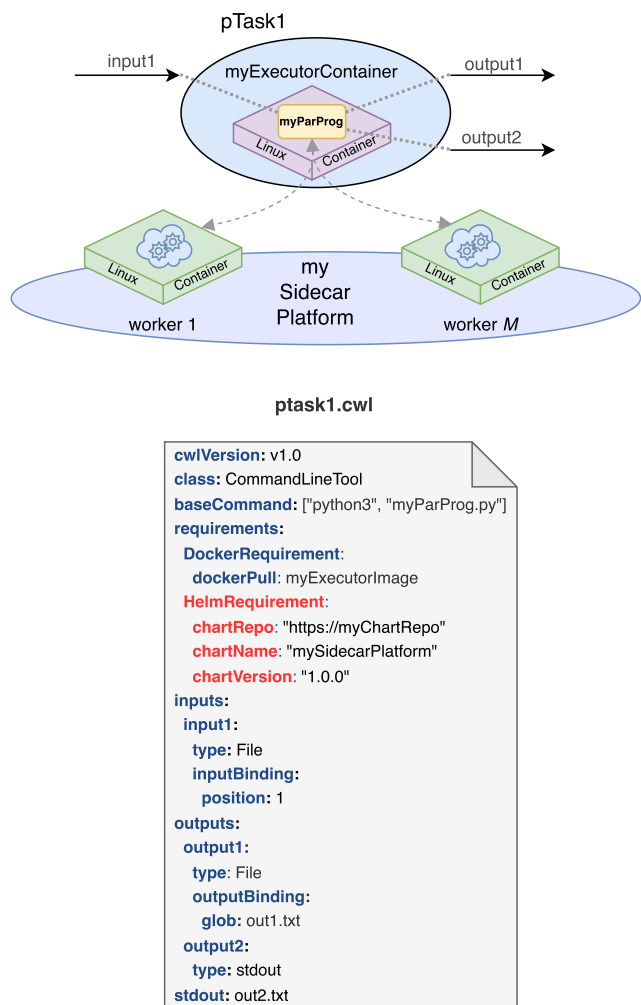 pTask1
input1
output1
myExecutorContainer
myParProg
Linux
Container
output2
Linux
Container
my
Sidecar
Platform
Linux
Container
worker 1
worker M
ptask1.cwl
cwlVersion: v1.0
class: CommandLineTool
baseCommand: ["python3", "myParProg.py"]
requirements:
DockerRequirement:
dockerPull: myExecutorImage
HelmRequirement:
chartRepo: "https://myChartRepo"
chartName: "mySidecarPlatform"
chartVersion: "1.0.0"
inputs:
input1:
type: File
inputBinding:
position: 1
outputs:
output1:
type: File
outputBinding:
glob: out1.txt
output2:
type: stdout
stdout: out2.txt